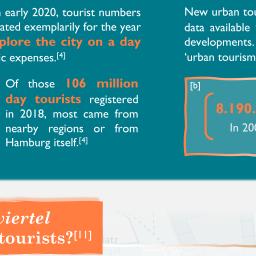 early 2020, tourist numbers
ated exemplarily for the year
plore the city on a day
ic expenses.[4]
Of those 106 million
day tourists registered
in 2018, most came from
nearby regions or from
Hamburg itself.[4]
New urban tou
data available
developments.
'urban tourism
[b]
8.190.
In 200
viertel
tourists?[11]